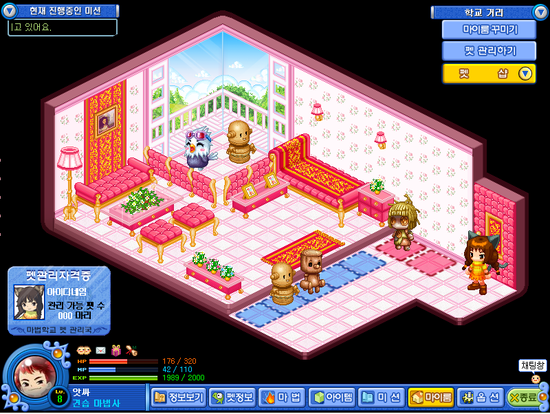 현재 진행중인 미션
고 있어요.
학교 거리
마이룸 꾸미기
펫 관리하기
펫 샵
펫관리자격증
아이디네임
관리 가능 펫 수
000 마리
마법학교 펫 관리국
채팅창
Lv.
8
HP 176 / 320
MP 42 / 110
EXP 1989 / 2000
앗싸
견습 마법사
정보보기
펫정보
마 법
아이템
미 션
마이룸
옵 션
종료